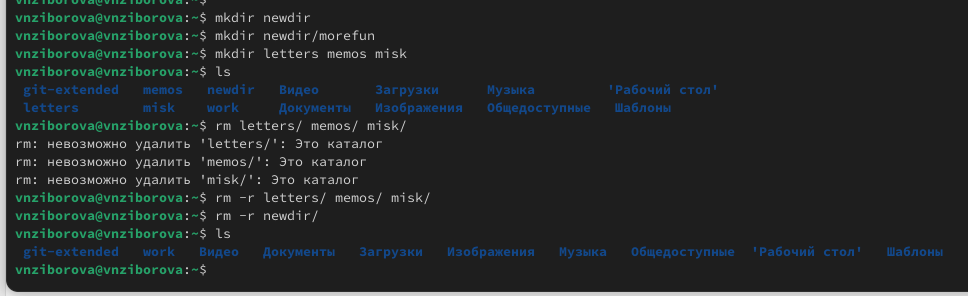 vnziborova@vnziborova:~$ mkdir newdir
vnziborova@vnziborova:~$ mkdir newdir/morefun
vnziborova@vnziborova:~$ mkdir letters memos misk
vnziborova@vnziborova:~$ ls
git-extended memos newdir Видео Загрузки Музыка 'Рабочий стол'
letters misk work Документы Изображения Общедоступные Шаблоны
vnziborova@vnziborova:~$ rm letters/ memos/ misk/
rm: невозможно удалить 'letters/': Это каталог
rm: невозможно удалить 'memos/': Это каталог
rm: невозможно удалить 'misk/': Это каталог
vnziborova@vnziborova:~$ rm -r letters/ memos/ misk/
vnziborova@vnziborova:~$ rm -r newdir/
vnziborova@vnziborova:~$ ls
git-extended work Видео Документы Загрузки Изображения Музыка Общедоступные 'Рабочий стол' Шаблоны
vnziborova@vnziborova:~$